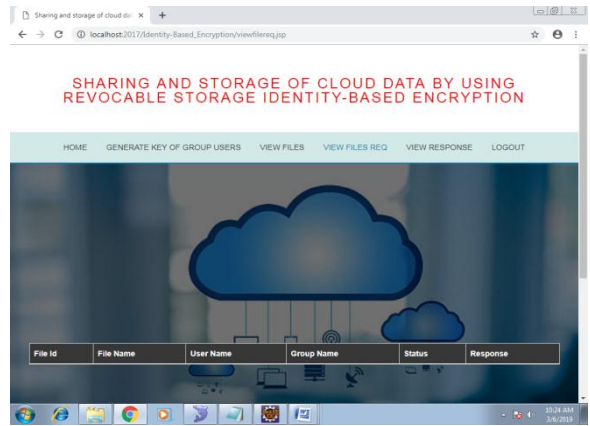 Sharing and storage of cloud da
localhost:2017/Identity-Based_Encryption/viewfilereq.jsp
SHARING AND STORAGE OF CLOUD DATA BY USING
REVOCABLE STORAGE IDENTITY-BASED ENCRYPTION
HOME GENERATE KEY OF GROUP USERS VIEW FILES VIEW FILES REQ VIEW RESPONSE LOGOUT
File Id File Name User Name Group Name Status Response
10:24 AM
3/6/2019